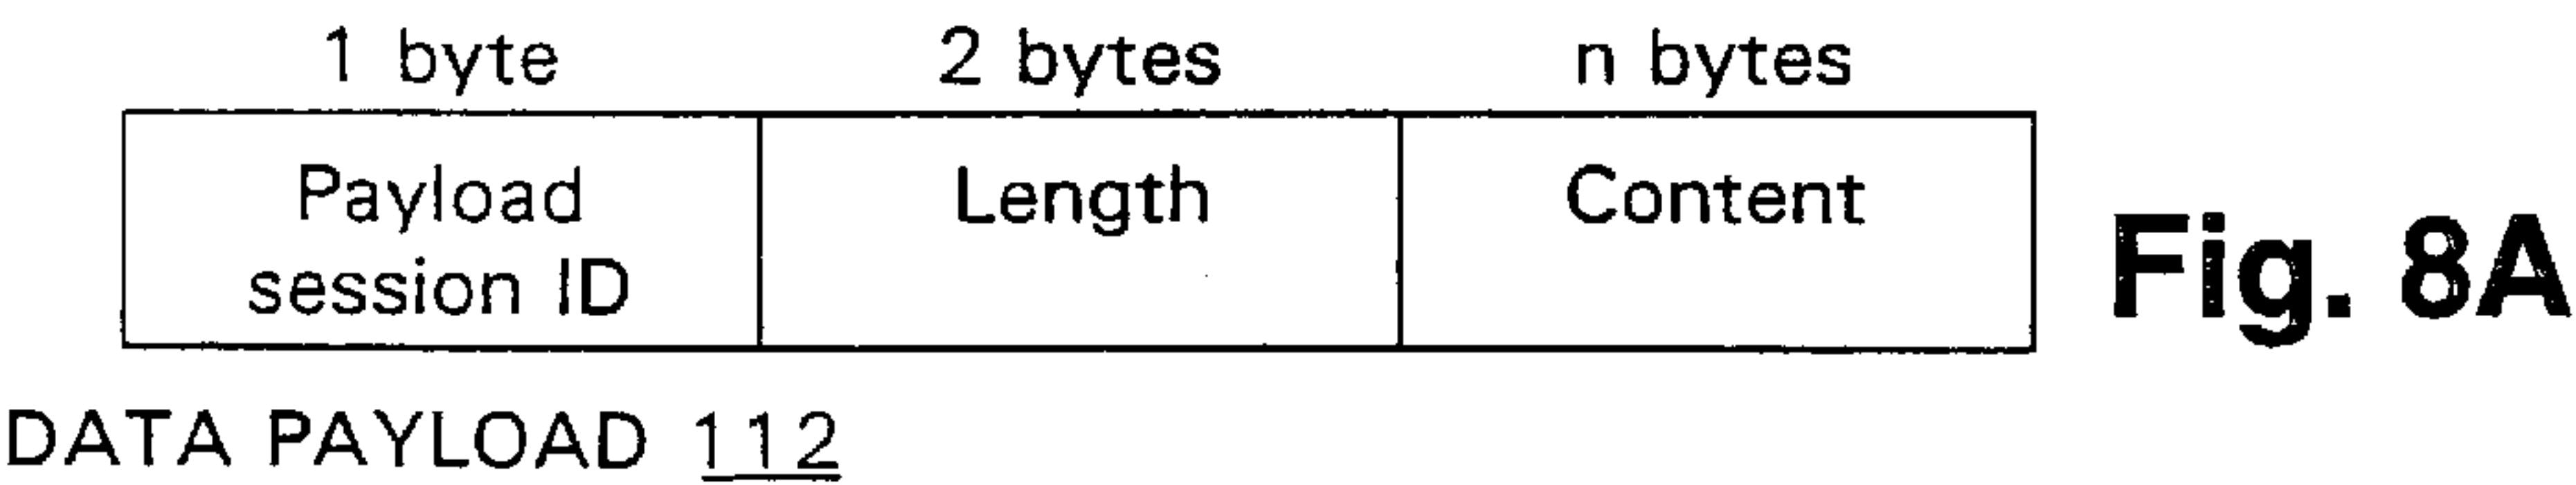 1 byte 2 bytes n bytes
Payload Length Content
session ID
Fig. 8A
DATA PAYLOAD 112